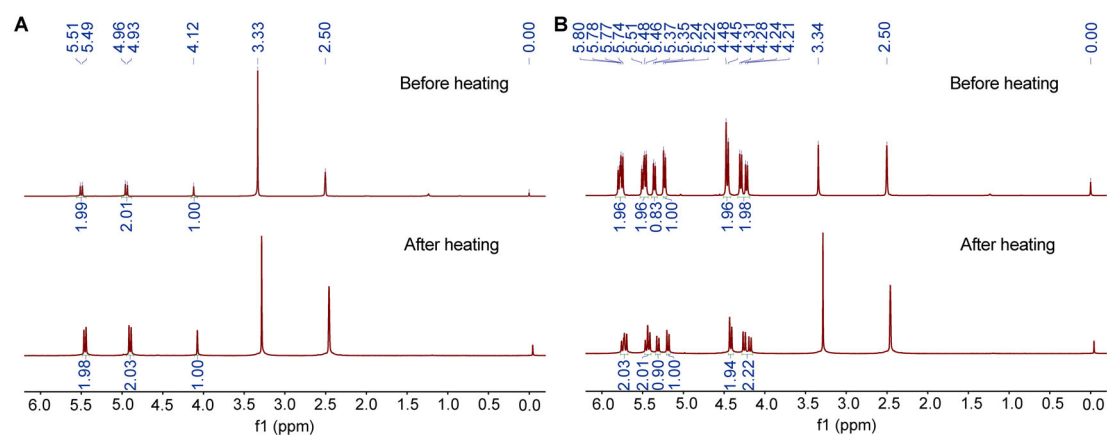 A
5.51 5.49 4.96 4.93 4.12 3.33 2.50 0.00
Before heating
1.99 2.01 1.00
After heating
1.98 2.03 1.00
6.0 5.5 5.0 4.5 4.0 3.5 3.0 2.5 2.0 1.5 1.0 0.5 0.0
f1 (ppm)
B
5.80 5.78 5.77 5.74 5.51 5.48 5.46 5.37 5.35 5.24 5.22 4.48 4.45 4.31 4.28 4.24 4.21 3.34 2.50 0.00
Before heating
1.96 1.96 0.83 1.00 1.96 1.98
After heating
2.03 2.01 0.90 1.00 1.94 2.22
6.0 5.5 5.0 4.5 4.0 3.5 3.0 2.5 2.0 1.5 1.0 0.5 0.0
f1 (ppm)